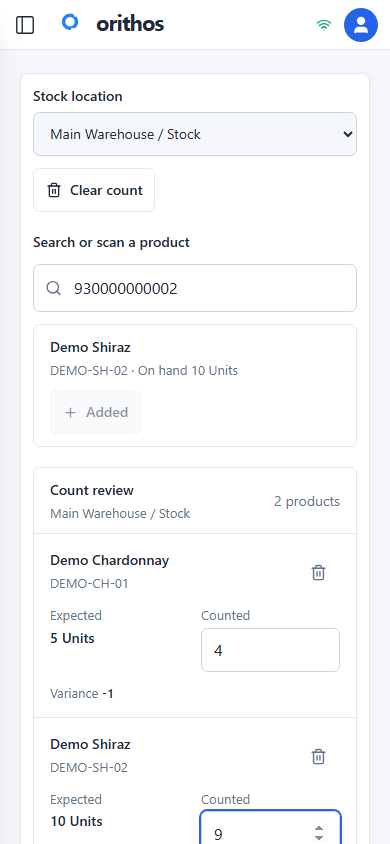 orithos
Stock location
Main Warehouse / Stock
Clear count
Search or scan a product
930000000002
Demo Shiraz
DEMO-SH-02 · On hand 10 Units
+ Added
Count review
Main Warehouse / Stock
2 products
Demo Chardonnay
DEMO-CH-01
Expected
Counted
5 Units
4
Variance -1
Demo Shiraz
DEMO-SH-02
Expected
Counted
10 Units
9